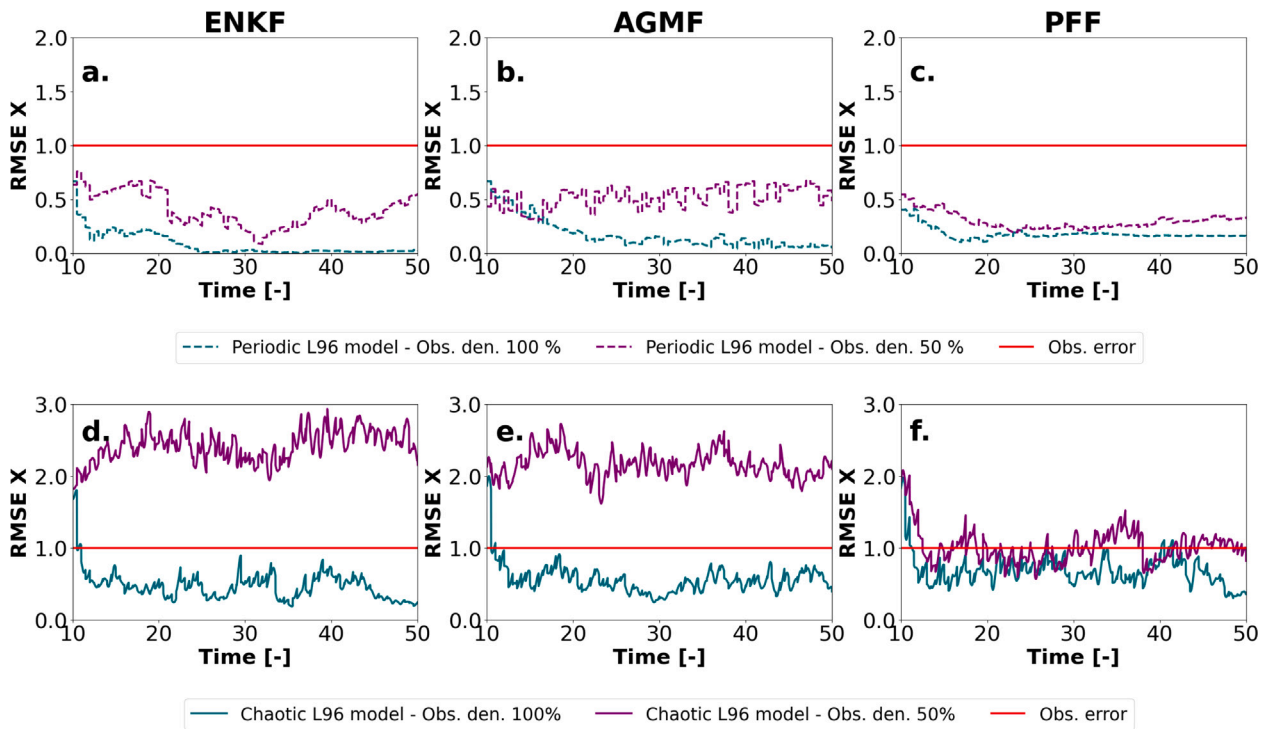 ENKF
AGMF
PFF
a.
b.
c.
RMSE X
RMSE X
RMSE X
2.0
1.5
1.0
0.5
0.0
2.0
1.5
1.0
0.5
0.0
2.0
1.5
1.0
0.5
0.0
10 20 30 40 50
10 20 30 40 50
10 20 30 40 50
Time [-]
Time [-]
Time [-]
Periodic L96 model - Obs. den. 100 % Periodic L96 model - Obs. den. 50 % Obs. error
d.
e.
f.
RMSE X
RMSE X
RMSE X
3.0
2.0
1.0
0.0
3.0
2.0
1.0
0.0
3.0
2.0
1.0
0.0
10 20 30 40 50
10 20 30 40 50
10 20 30 40 50
Time [-]
Time [-]
Time [-]
Chaotic L96 model - Obs. den. 100% Chaotic L96 model - Obs. den. 50% Obs. error